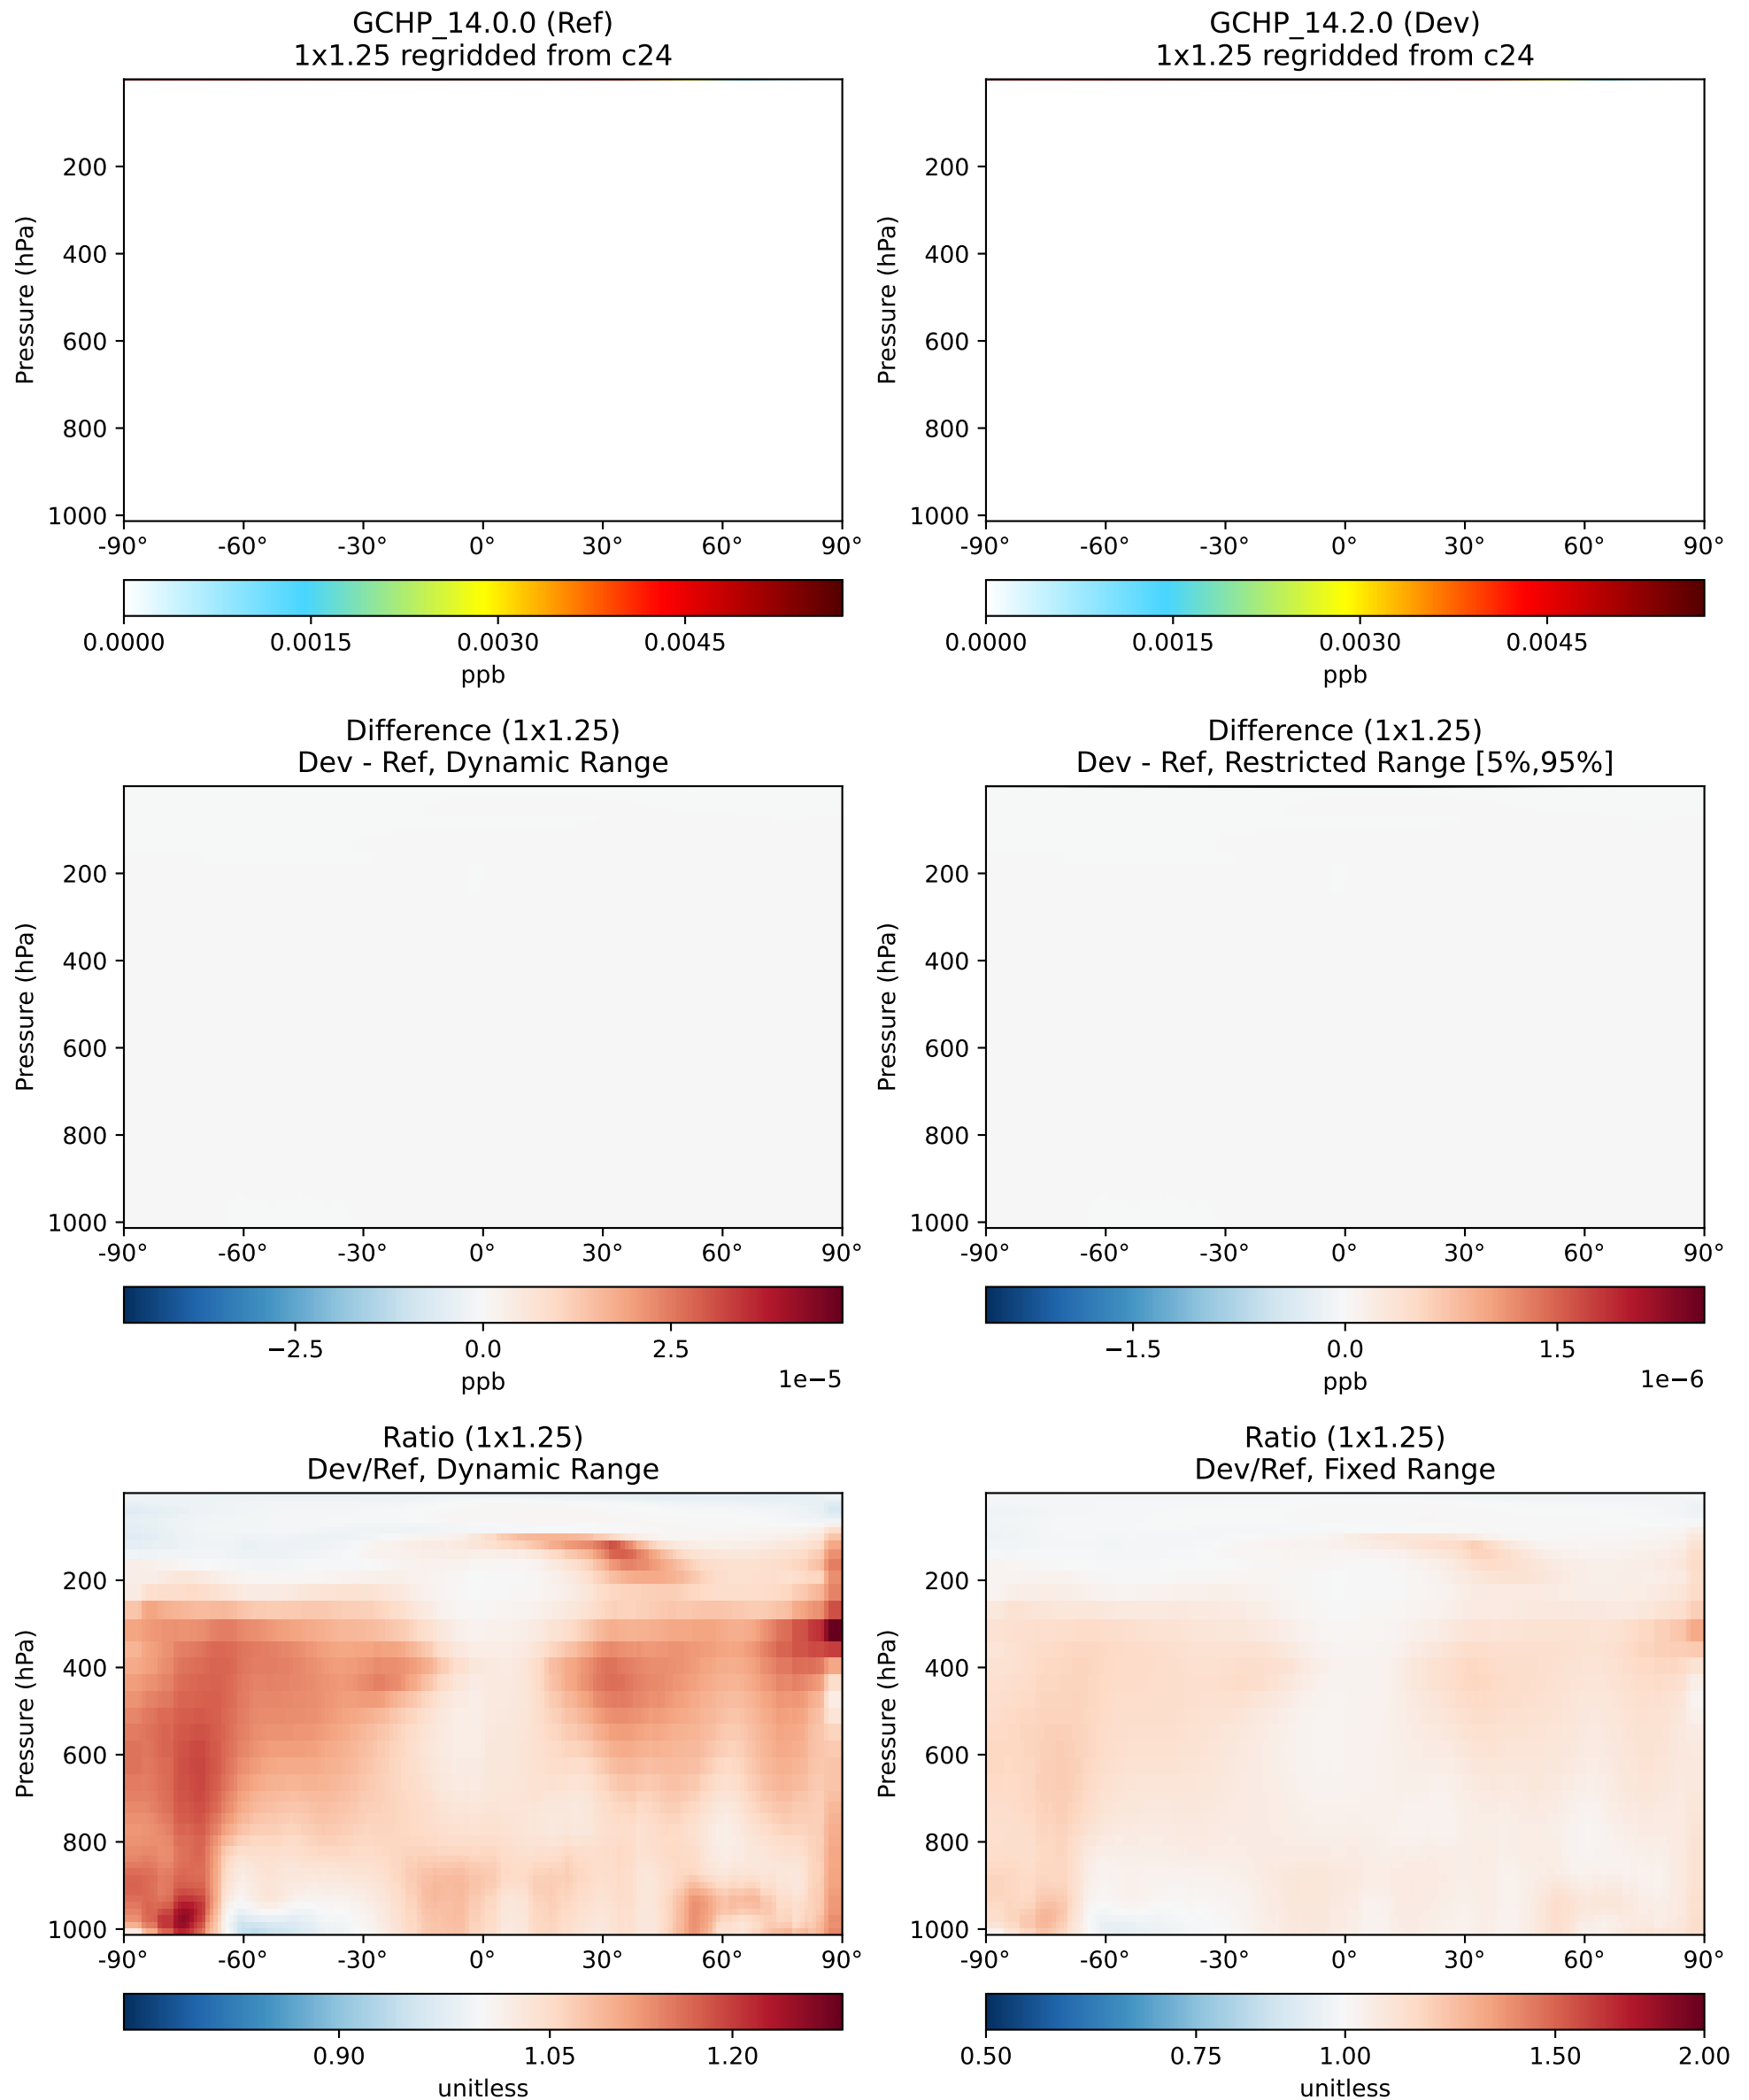 GCHP_14.0.0 (Ref)
1x1.25 regridded from c24
GCHP_14.2.0 (Dev)
1x1.25 regridded from c24
Pressure (hPa)
200
400
600
800
1000
-90° -60° -30° 0° 30° 60° 90°
0.0000 0.0015 0.0030 0.0045
ppb
Pressure (hPa)
200
400
600
800
1000
-90° -60° -30° 0° 30° 60° 90°
0.0000 0.0015 0.0030 0.0045
ppb
Difference (1x1.25)
Dev - Ref, Dynamic Range
Difference (1x1.25)
Dev - Ref, Restricted Range [5%,95%]
Pressure (hPa)
200
400
600
800
1000
-90° -60° -30° 0° 30° 60° 90°
−2.5 0.0 2.5
ppb
1e−5
Pressure (hPa)
200
400
600
800
1000
-90° -60° -30° 0° 30° 60° 90°
−1.5 0.0 1.5
ppb
1e−6
Ratio (1x1.25)
Dev/Ref, Dynamic Range
Ratio (1x1.25)
Dev/Ref, Fixed Range
Pressure (hPa)
200
400
600
800
1000
-90° -60° -30° 0° 30° 60° 90°
0.90 1.05 1.20
unitless
Pressure (hPa)
200
400
600
800
1000
-90° -60° -30° 0° 30° 60° 90°
0.50 0.75 1.00 1.50 2.00
unitless